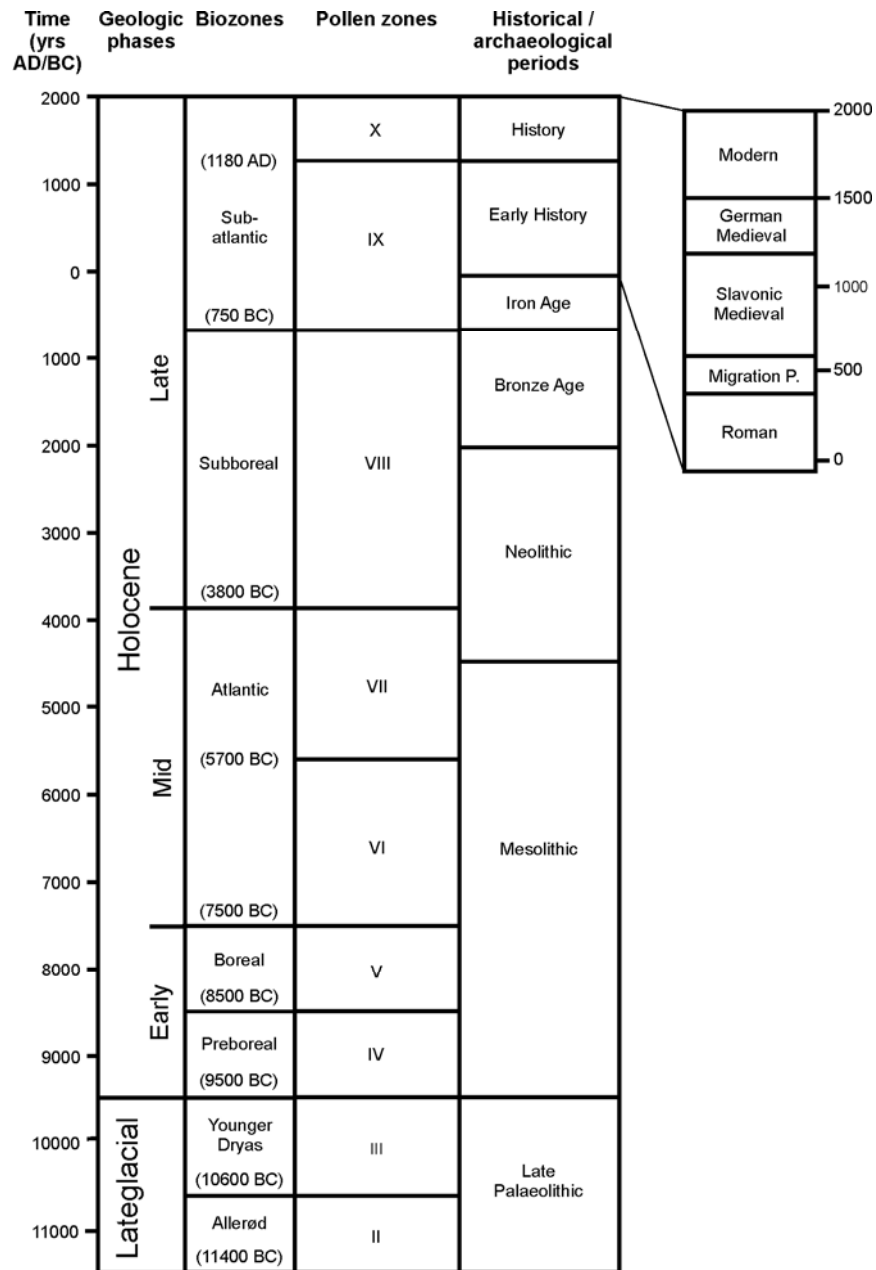 Time
(yrs
AD/BC)
Geologic
phases
Biozones
Pollen zones
Historical /
archaeological
periods
2000
1000
0
1000
2000
3000
4000
5000
6000
7000
8000
9000
10000
11000
Holocene
Late
Mid
Early
Lateglacial
(1180 AD)
Sub-
atlantic
(750 BC)
Subboreal
(3800 BC)
Atlantic
(5700 BC)
(7500 BC)
Boreal
(8500 BC)
Preboreal
(9500 BC)
Younger
Dryas
(10600 BC)
Allerød
(11400 BC)
X
IX
VIII
VII
VI
V
IV
III
II
History
Early History
Iron Age
Bronze Age
Neolithic
Mesolithic
Late
Palaeolithic
Modern
German
Medieval
Slavonic
Medieval
Migration P.
Roman
2000
1500
1000
500
0